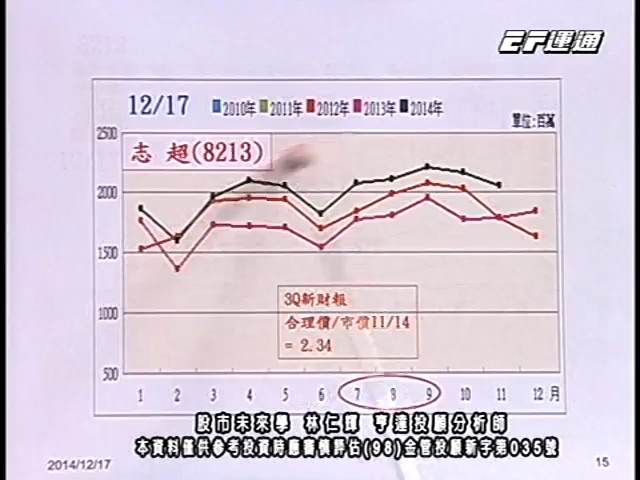 EF運通
12/17
2010年 2011年 2012年 2013年 2014年
單位:百萬
志 超(8213)
2500
2000
1500
1000
500
3Q新財報
合理價/市價11/14
= 2.34
1 2 3 4 5 6 7 8 9 10 11 12 月
股市未來學 林仁鏵 亨達投顧分析師
本資料僅供參考投資時應審慎評估(98)金管投顧新字第035號
2014/12/17
15